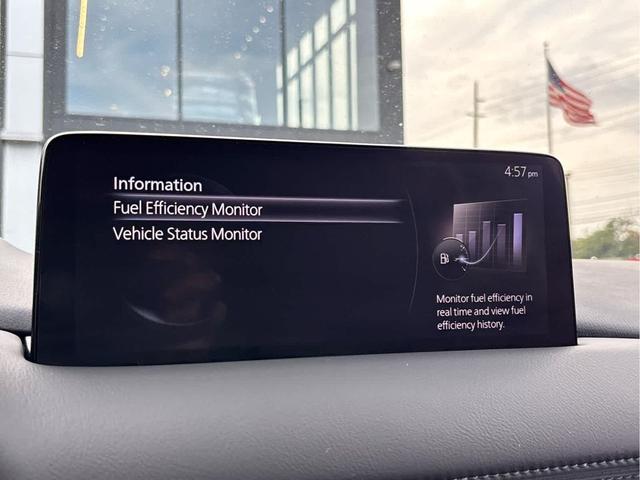 4:57 pm
Information
Fuel Efficiency Monitor
Vehicle Status Monitor
Monitor fuel efficiency in
real time and view fuel
efficiency history.